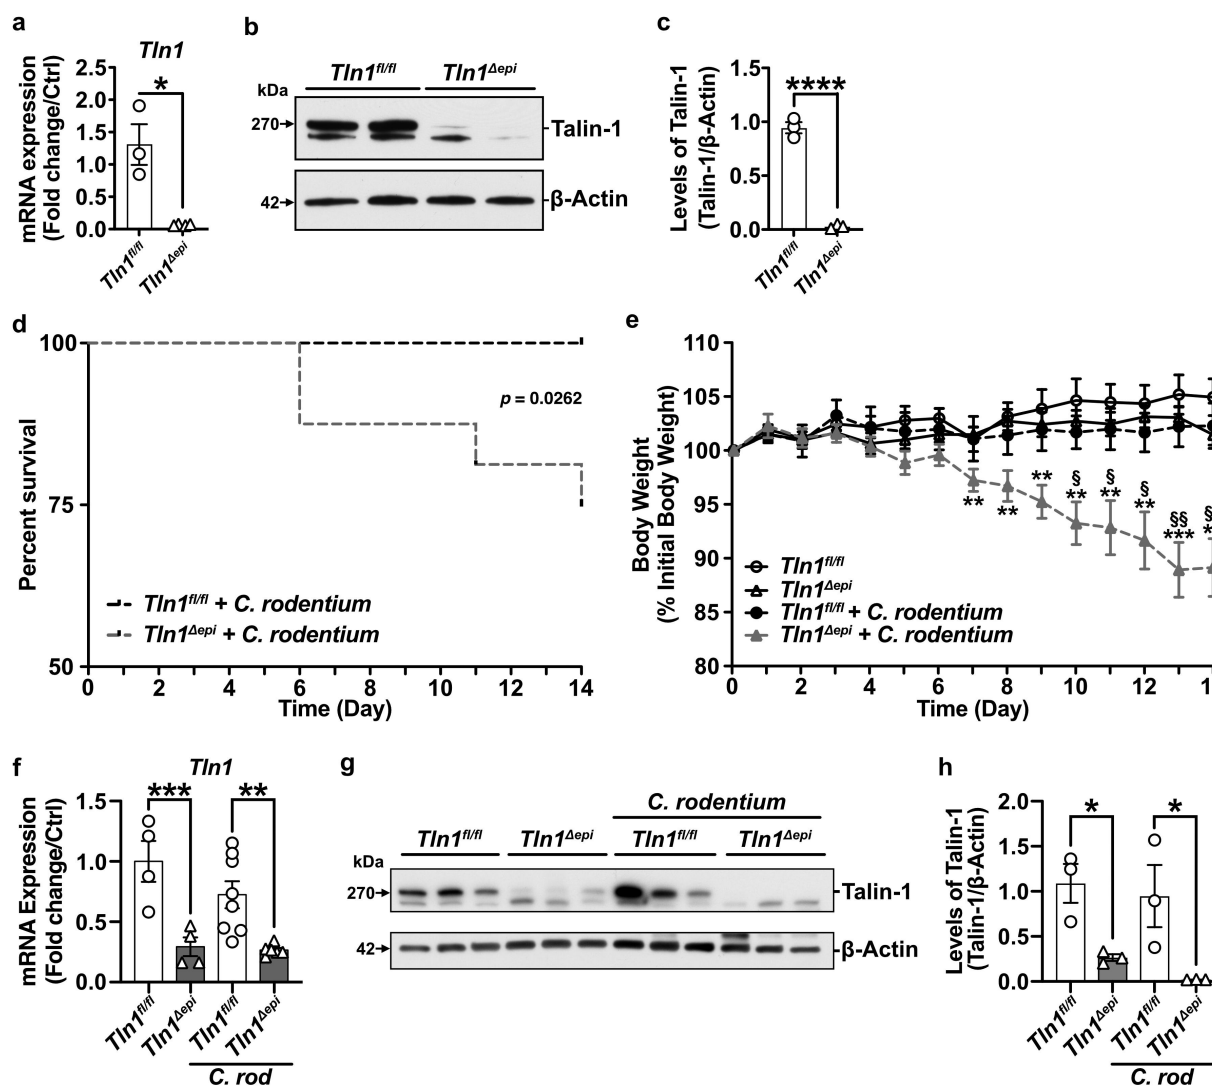 a
Tln1
mRNA expression
(Fold change/Ctrl)
2.5
2.0
1.5
1.0
0.5
0.0
*
Tln1fl/fl
Tln1Δepi
b
Tln1fl/fl Tln1Δepi
kDa
270
Talin-1
42
β-Actin
c
Levels of Talin-1
(Talin-1/β-Actin)
1.5
1.0
0.5
0.0
****
Tln1fl/fl
Tln1Δepi
d
Percent survival
100
75
50
p = 0.0262
Tln1fl/fl + C. rodentium
Tln1Δepi + C. rodentium
0 2 4 6 8 10 12 14
Time (Day)
e
Body Weight
(% Initial Body Weight)
110
105
100
95
90
85
80
** ** ** § ** § ** § ** §§ *** §
Tln1fl/fl
Tln1Δepi
Tln1fl/fl + C. rodentium
Tln1Δepi + C. rodentium
0 2 4 6 8 10 12
Time (Day)
f
Tln1
mRNA Expression
(Fold change/Ctrl)
1.5
1.0
0.5
0.0
*** **
Tln1fl/fl
Tln1Δepi
Tln1fl/fl
Tln1Δepi
C. rod
g
C. rodentium
Tln1fl/fl Tln1Δepi Tln1fl/fl Tln1Δepi
kDa
270
Talin-1
42
β-Actin
h
Levels of Talin-1
(Talin-1/β-Actin)
2.0
1.5
1.0
0.5
0.0
* *
Tln1fl/fl
Tln1Δepi
Tln1fl/fl
Tln1Δepi
C. rod